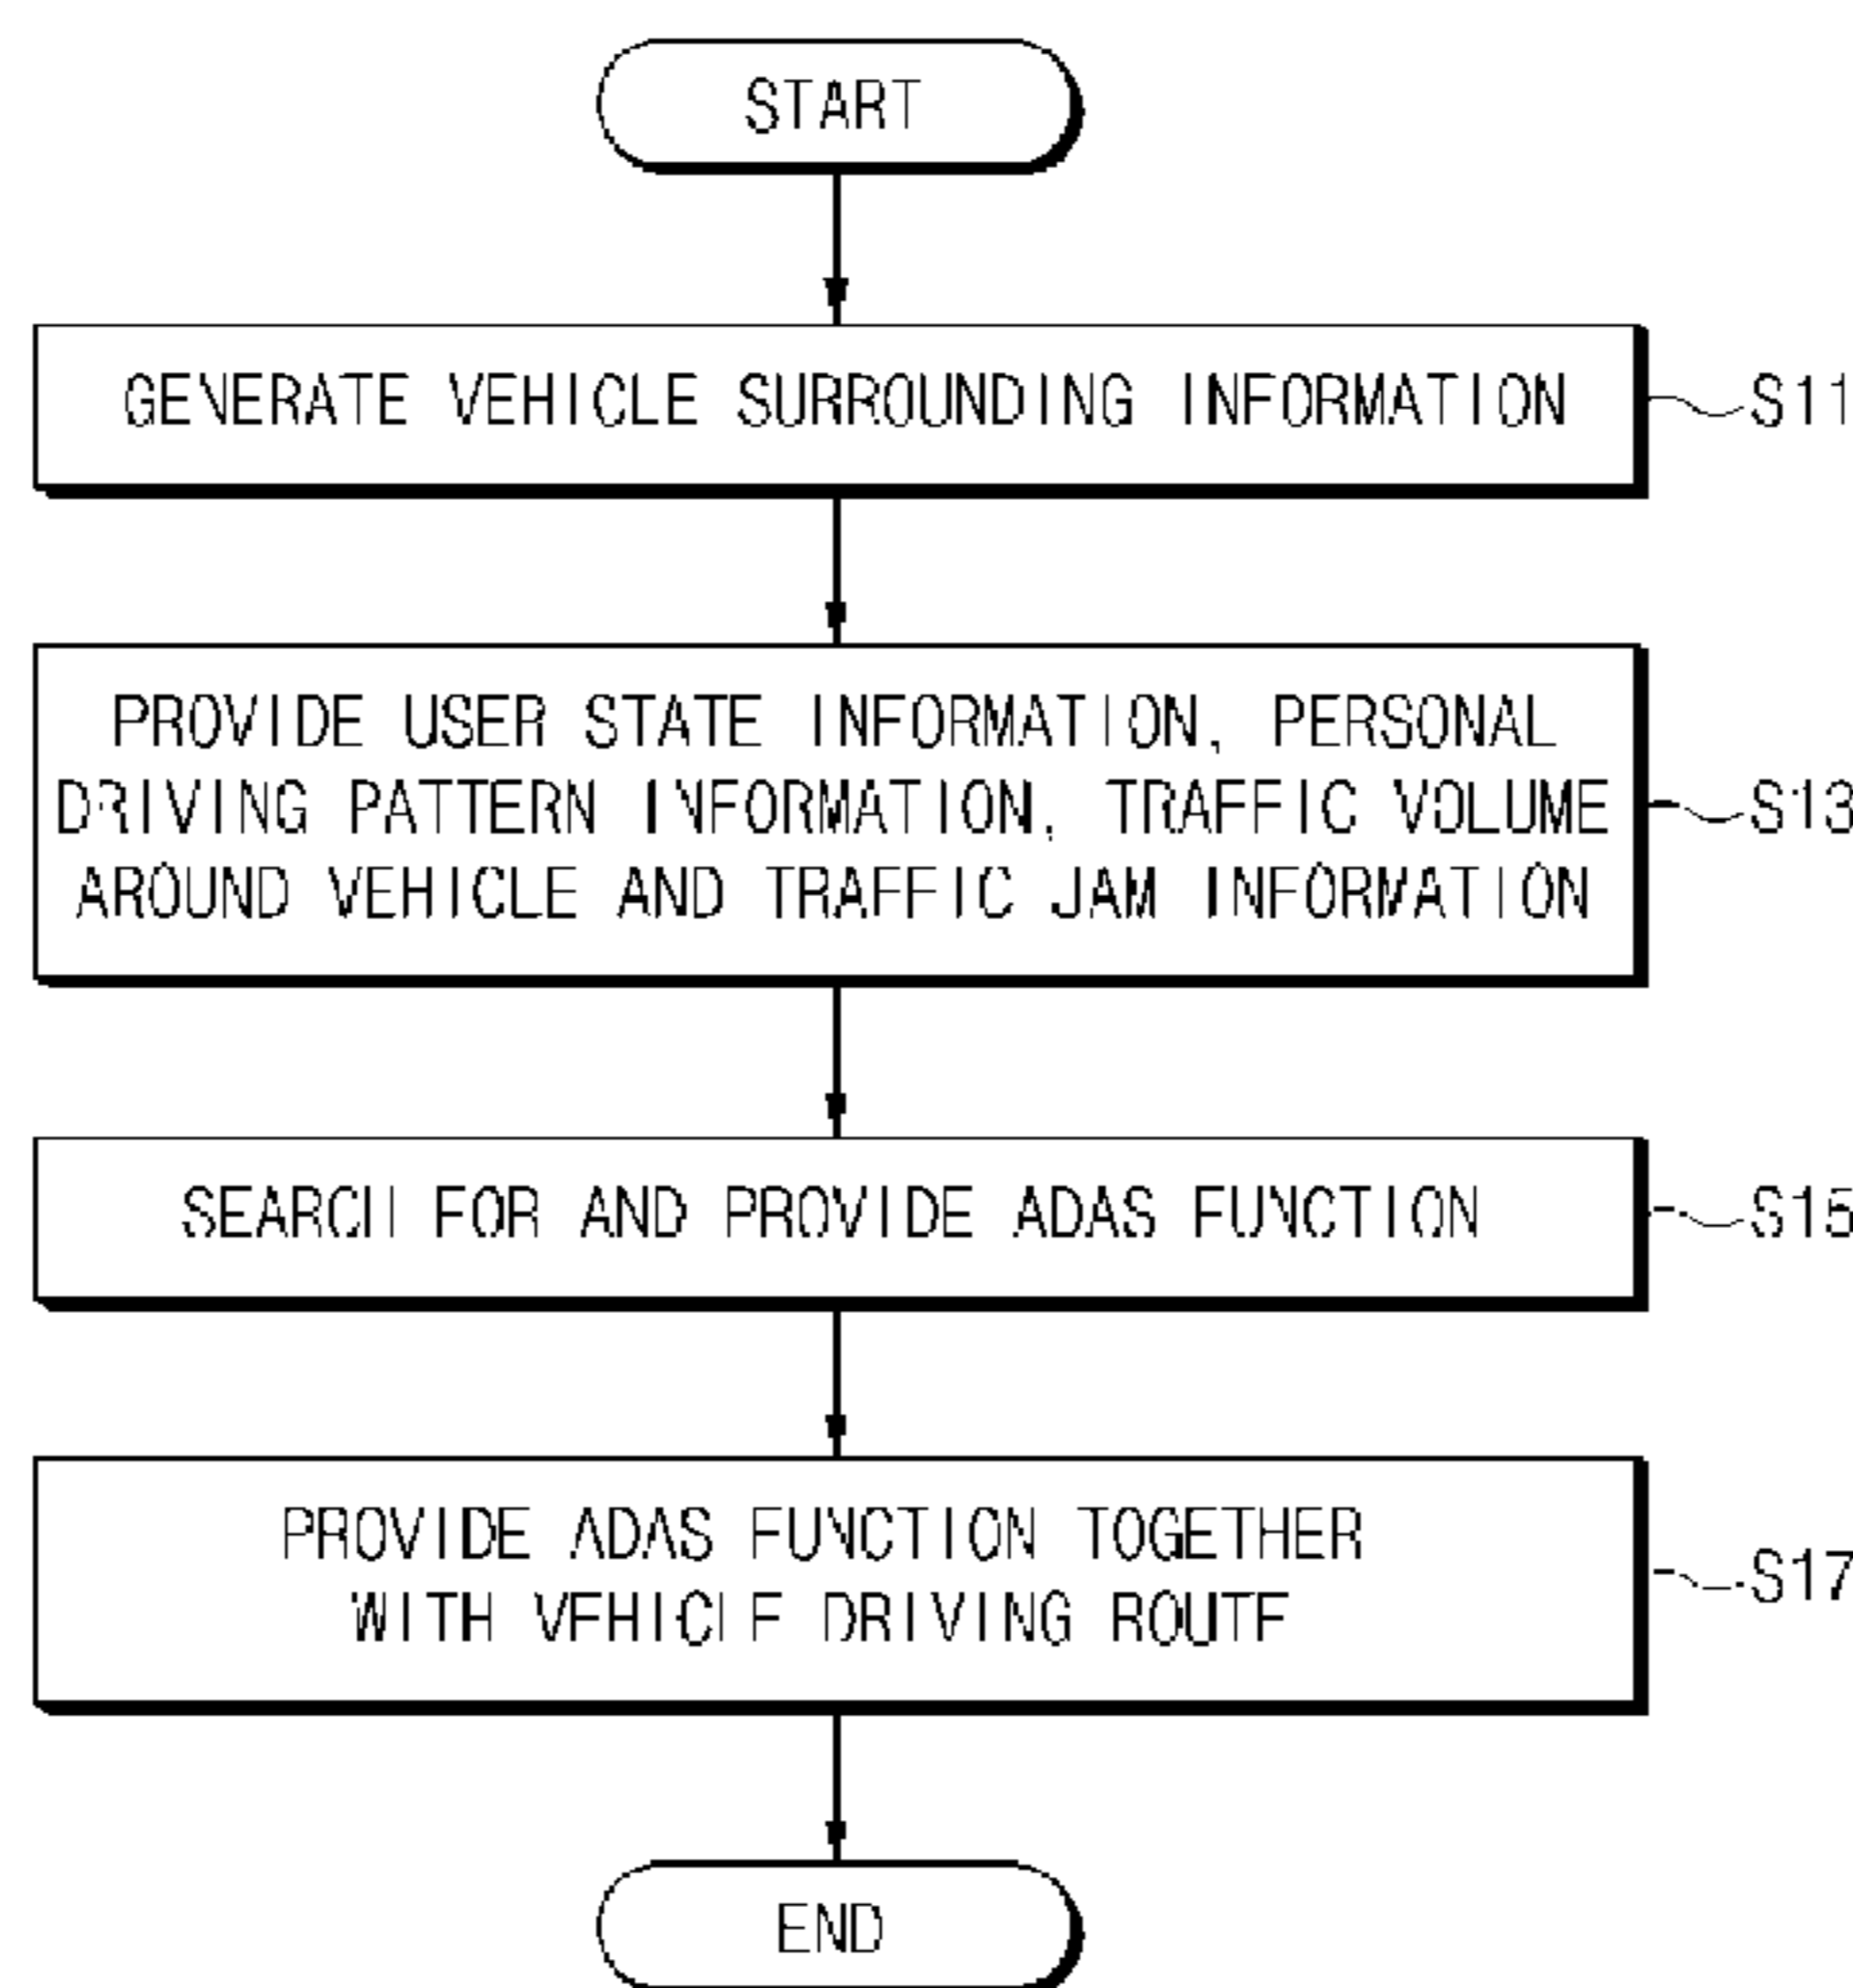 START
GENERATE VEHICLE SURROUNDING INFORMATION
S11
PROVIDE USER STATE INFORMATION, PERSONAL
DRIVING PATTERN INFORMATION, TRAFFIC VOLUME
AROUND VEHICLE AND TRAFFIC JAM INFORMATION
S13
SEARCH FOR AND PROVIDE ADAS FUNCTION
S15
PROVIDE ADAS FUNCTION TOGETHER
WITH VEHICLE DRIVING ROUTE
S17
END